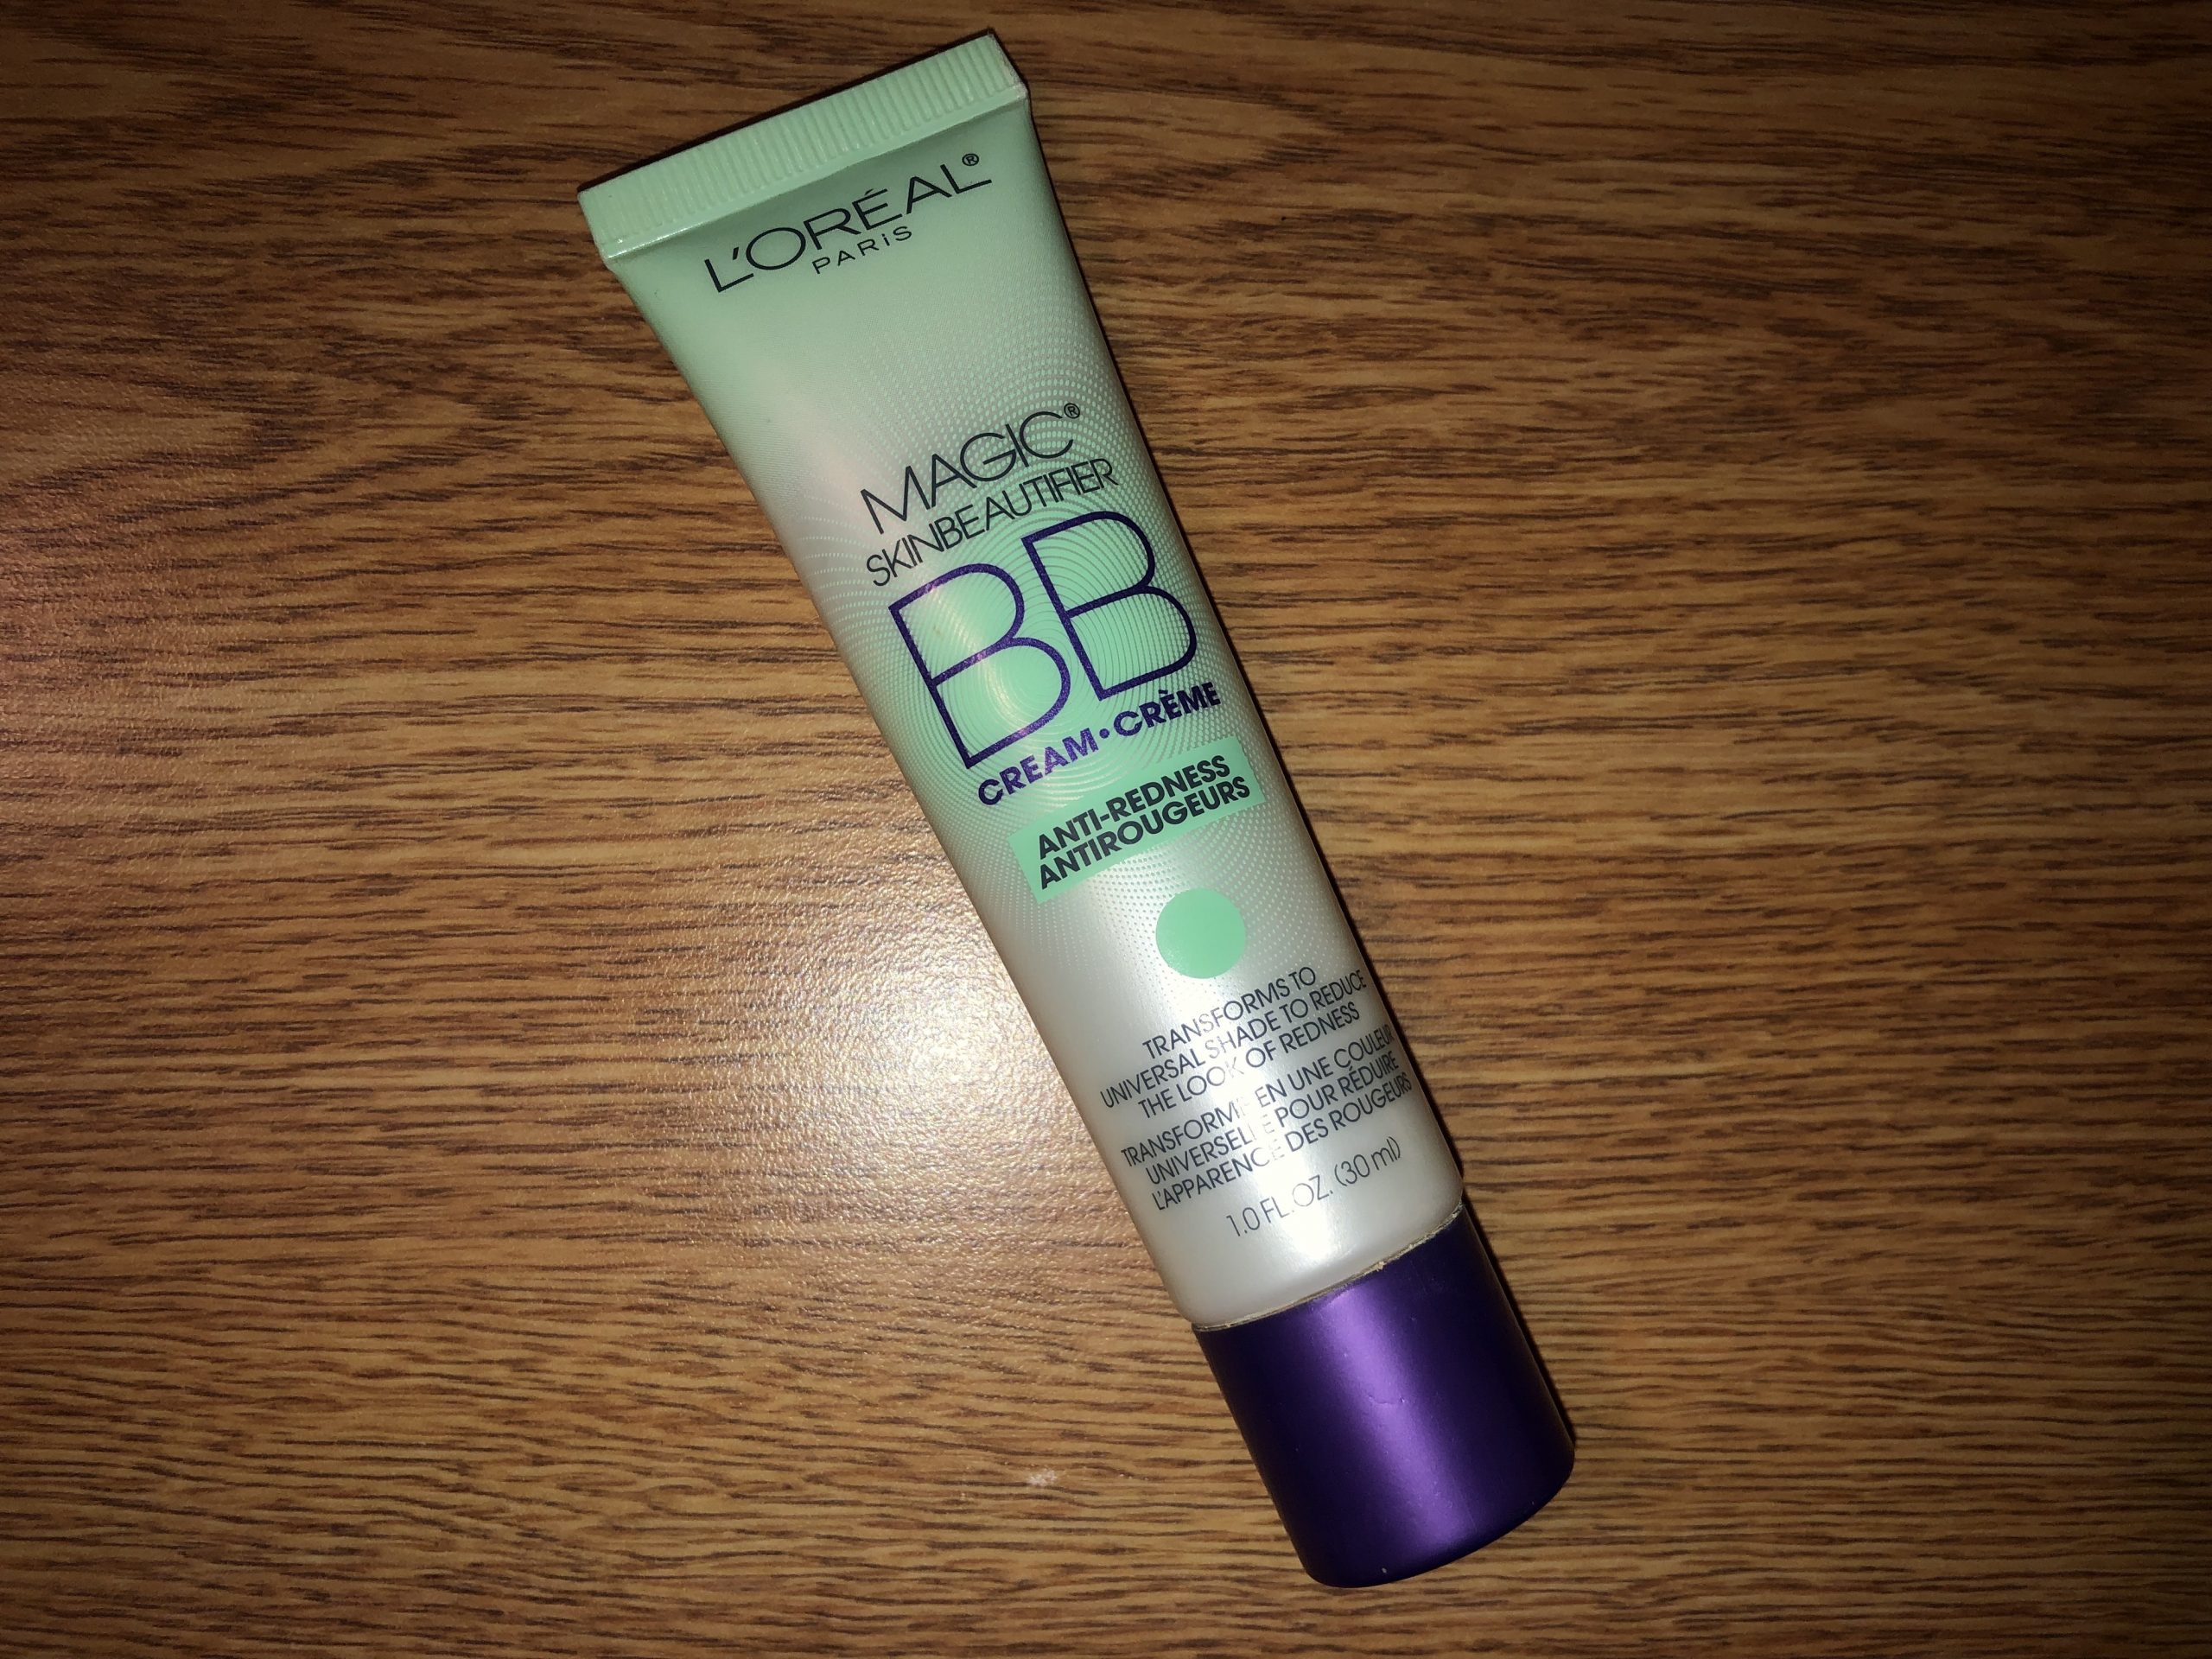 L'ORÉAL®
PARiS
MAGIC®
SKINBEAUTIFIER
BB
CREAM•CRÈME
ANTI-REDNESS
ANTIROUGEURS
TRANSFORMS TO
UNIVERSAL SHADE TO REDUCE
THE LOOK OF REDNESS
TRANSFORME EN UNE COULEUR
UNIVERSELLE POUR RÉDUIRE
L'APPARENCE DES ROUGEURS
1.0 FL.OZ. (30 ml)